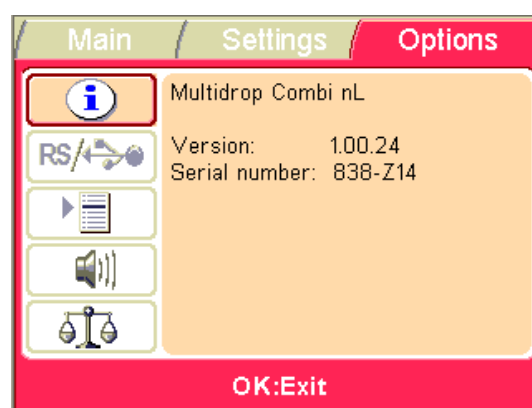 Main
Settings
Options
i
RS/
Multidrop Combi nL
Version: 1.00.24
Serial number: 838-Z14
OK:Exit